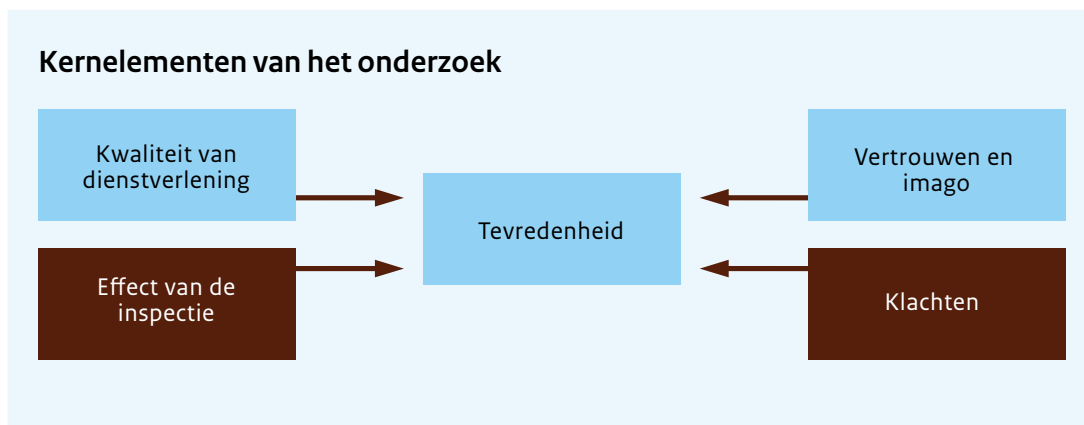 Kernelementen van het onderzoek
Kwaliteit van
dienstverlening
Vertrouwen en
imago
Tevredenheid
Effect van de
inspectie
Klachten